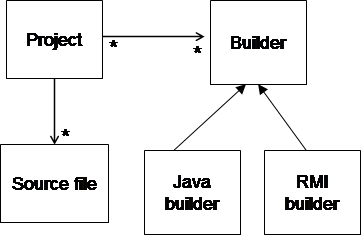 Project
*
*
Builder
*
Source file
Java
builder
RMI
builder